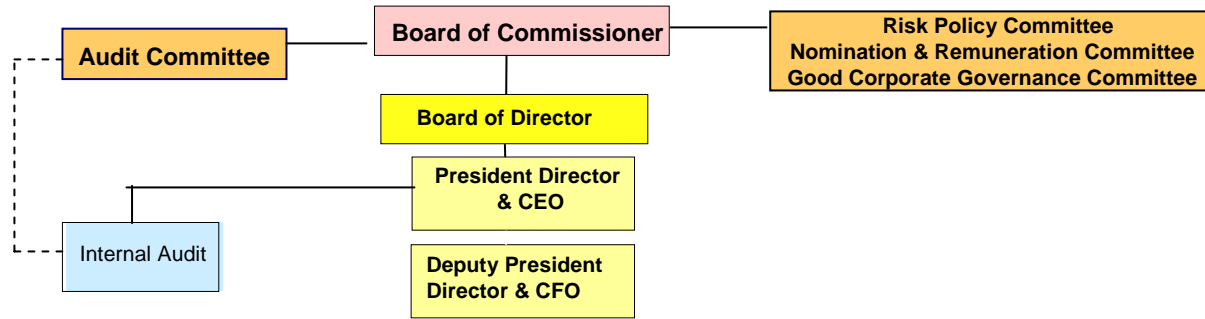 Board of Commissioner
Audit Committee
Risk Policy Committee
Nomination & Remuneration Committee
Good Corporate Governance Committee
Board of Director
President Director
& CEO
Internal Audit
Deputy President
Director & CFO